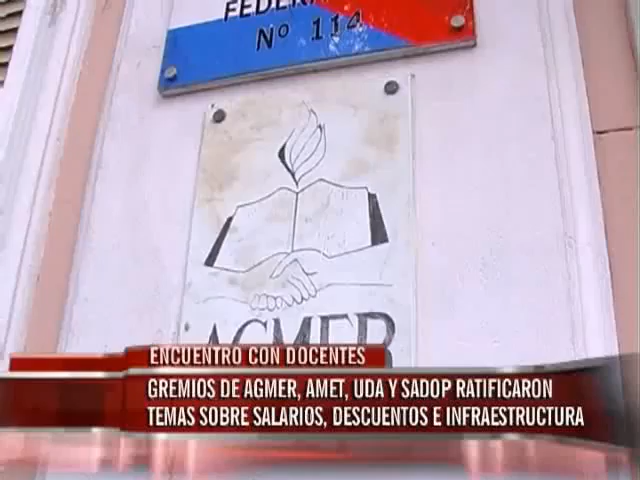 Nº 114
AGMER
ENCUENTRO CON DOCENTES
GREMIOS DE AGMER, AMET, UDA Y SADOP RATIFICARON
TEMAS SOBRE SALARIOS, DESCUENTOS E INFRAESTRUCTURA